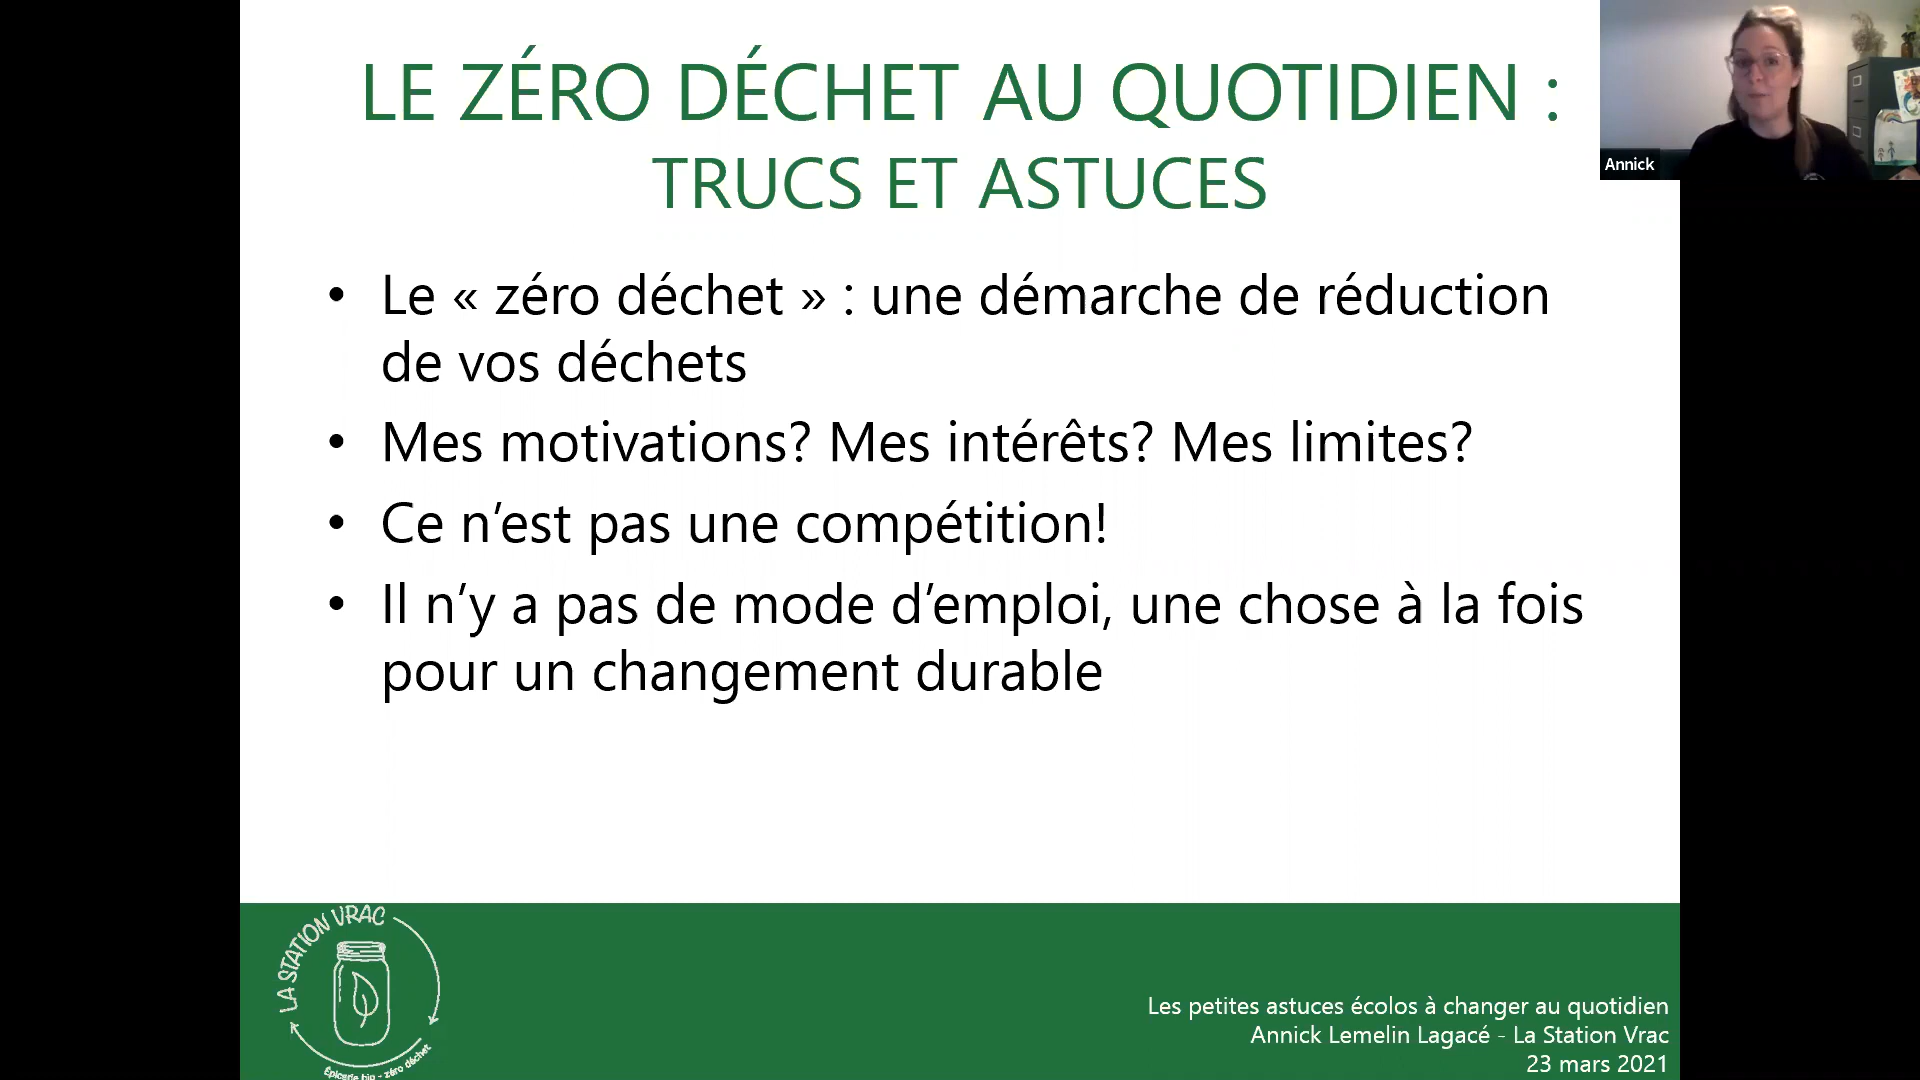 LE ZÉRO DÉCHET AU QUOTIDIEN :
TRUCS ET ASTUCES
Annick
• Le « zéro déchet » : une démarche de réduction
de vos déchets
• Mes motivations? Mes intérêts? Mes limites?
• Ce n’est pas une compétition!
• Il n’y a pas de mode d’emploi, une chose à la fois
pour un changement durable
LA STATION VRAC
Épicerie bio - zéro déchet
Les petites astuces écolos à changer au quotidien
Annick Lemelin Lagacé - La Station Vrac
23 mars 2021